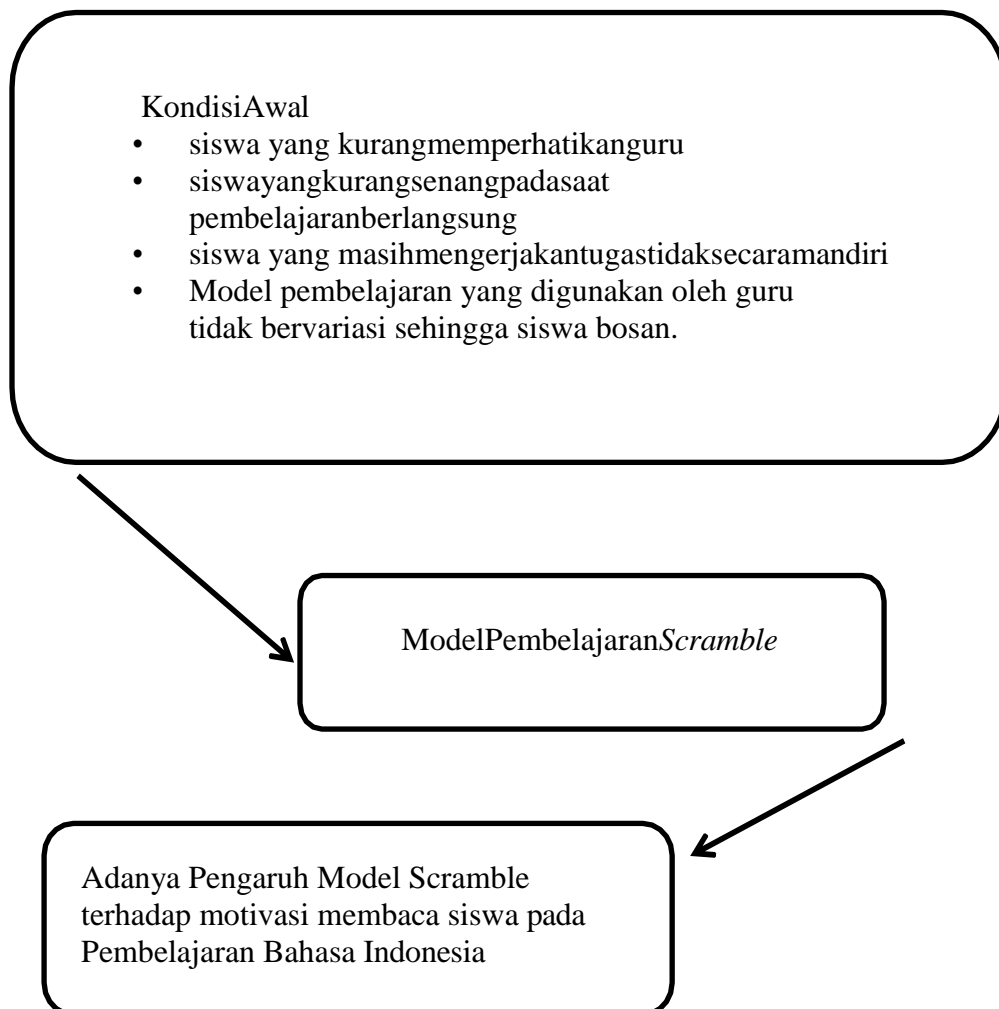 KondisiAwal
• siswa yang kurangmemperhatikanguru
• siswayangkurangsenangpadasaat
pembelajaranberlangsung
• siswa yang masihmengerjakantugastidaksecaramandiri
• Model pembelajaran yang digunakan oleh guru
tidak bervariasi sehingga siswa bosan.
ModelPembelajaranScramble
Adanya Pengaruh Model Scramble
terhadap motivasi membaca siswa pada
Pembelajaran Bahasa Indonesia